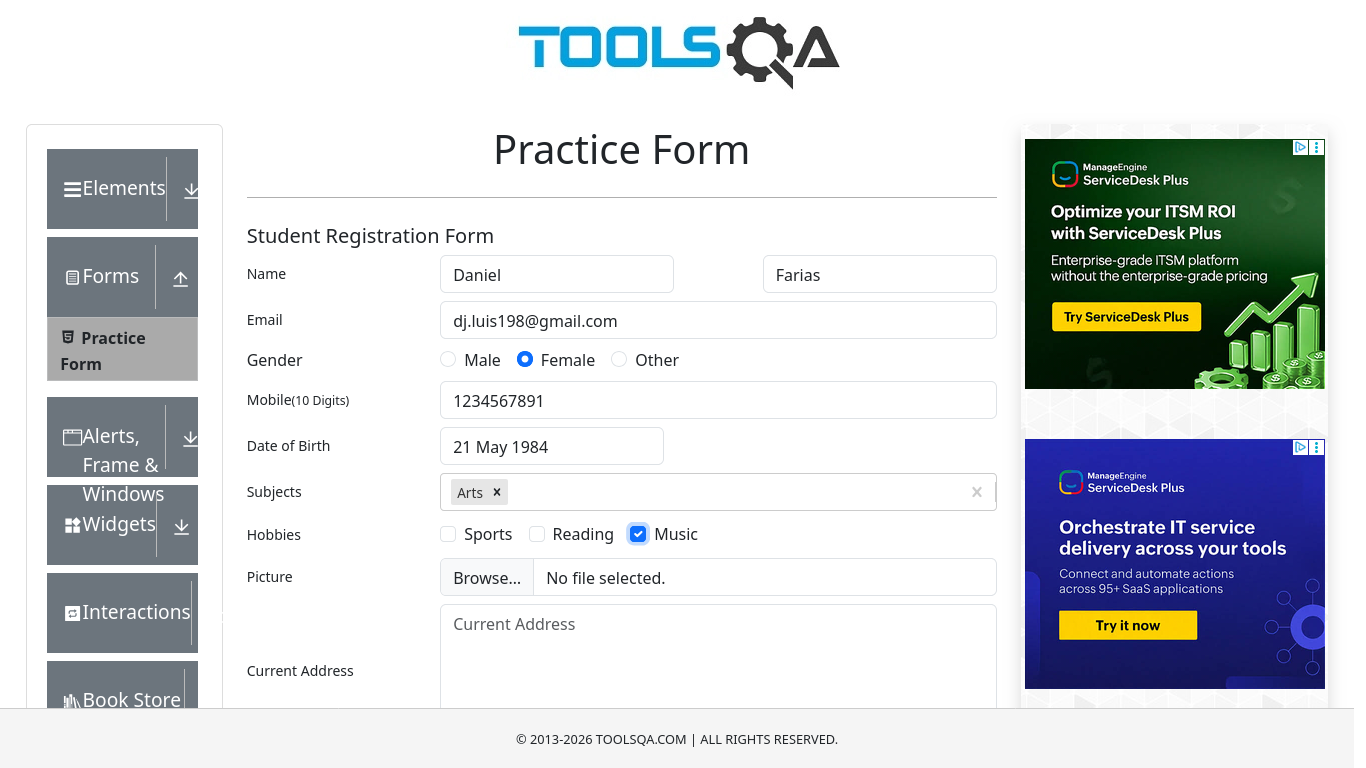 TOOLSQA
Practice Form
Elements
Forms
Practice
Form
Alerts,
Frame &
Windows
Widgets
Interactions
Book Store
Student Registration Form
Name
Daniel
Farias
Email
dj.luis198@gmail.com
Gender
Male
Female
Other
Mobile(10 Digits)
1234567891
Date of Birth
21 May 1984
Subjects
Arts
Hobbies
Sports
Reading
Music
Picture
Browse... No file selected.
Current Address
Current Address
ManageEngine
ServiceDesk Plus
Optimize your ITSM ROI
with ServiceDesk Plus
Enterprise-grade ITSM platform
without the enterprise-grade pricing
Try ServiceDesk Plus
ManageEngine
ServiceDesk Plus
Orchestrate IT service
delivery across your tools
Connect and automate actions
across 95+ SaaS applications
Try it now
© 2013-2026 TOOLSQA.COM | ALL RIGHTS RESERVED.